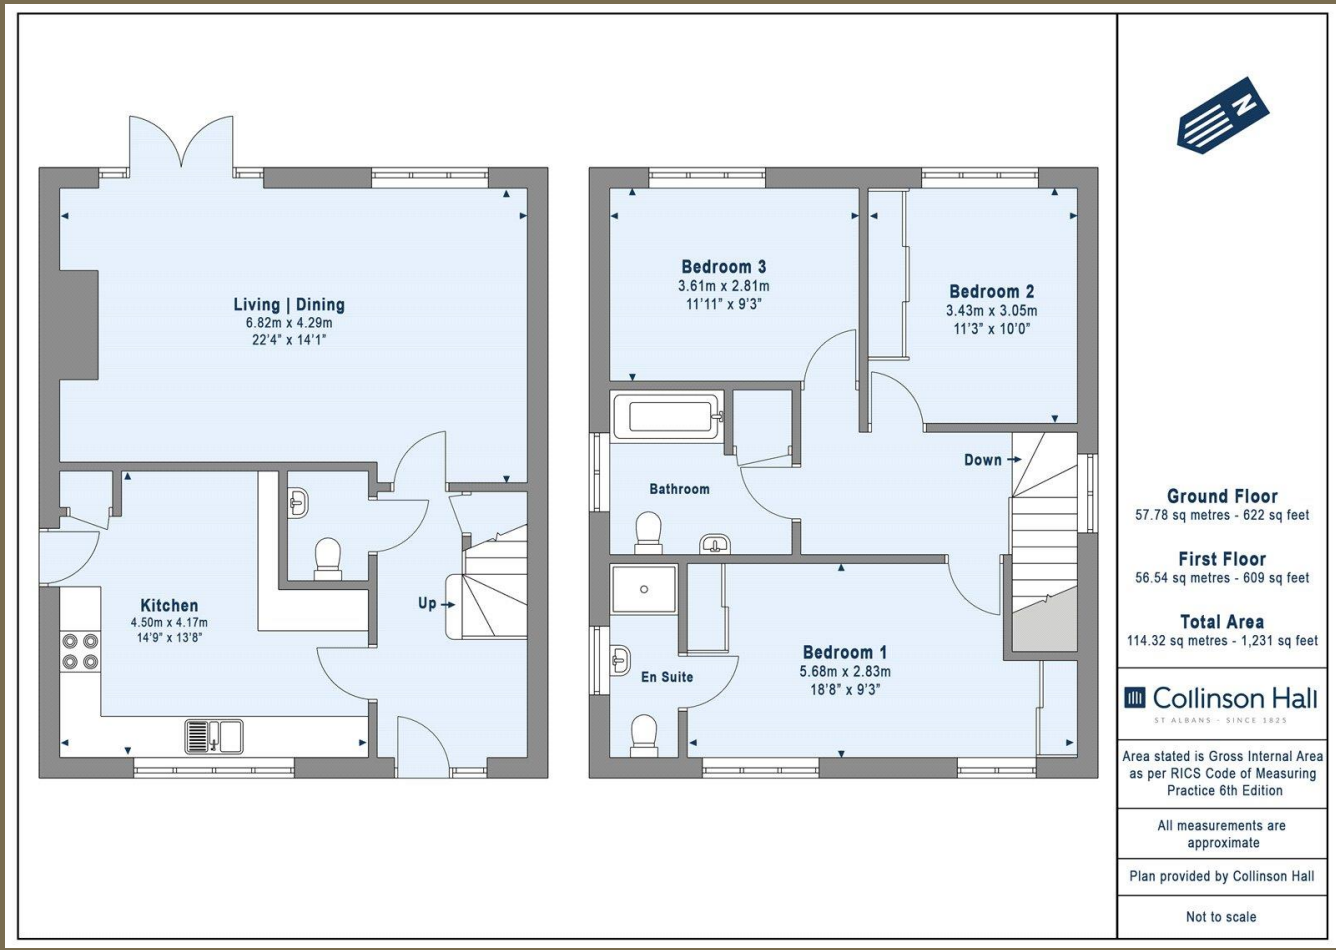 Living | Dining
6.82m x 4.29m
22'4" x 14'1"
Kitchen
4.50m x 4.17m
14'9" x 13'8"
Up
Bedroom 3
3.61m x 2.81m
11'11" x 9'3"
Bedroom 2
3.43m x 3.05m
11'3" x 10'0"
Down
Bathroom
En Suite
Bedroom 1
5.68m x 2.83m
18'8" x 9'3"
N
Ground Floor
57.78 sq metres - 622 sq feet
First Floor
56.54 sq metres - 609 sq feet
Total Area
114.32 sq metres - 1,231 sq feet
Collinson Hall
ST ALBANS - SINCE 1825
Area stated is Gross Internal Area
as per RICS Code of Measuring
Practice 6th Edition
All measurements are
approximate
Plan provided by Collinson Hall
Not to scale